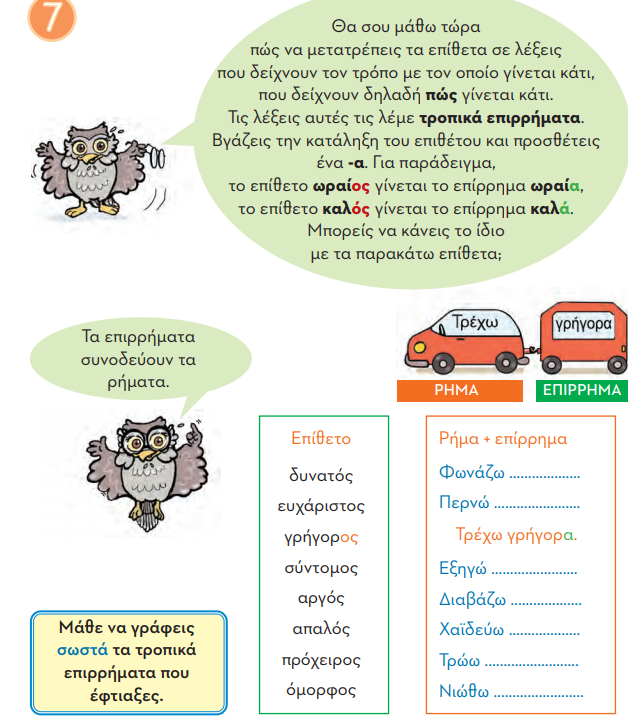 7
Θα σου μάθω τώρα
πώς να μετατρέπεις τα επίθετα σε λέξεις
που δείχνουν τον τρόπο με τον οποίο γίνεται κάτι,
που δείχνουν δηλαδή πώς γίνεται κάτι.
Τις λέξεις αυτές τις λέμε τροπικά επιρρήματα.
Βγάζεις την κατάληξη του επιθέτου και προσθέτεις
ένα -α. Για παράδειγμα,
το επίθετο ωραίος γίνεται το επίρρημα ωραία,
το επίθετο καλός γίνεται το επίρρημα καλά.
Μπορείς να κάνεις το ίδιο
με τα παρακάτω επίθετα;
Τα επιρρήματα
συνοδεύουν τα
ρήματα.
Τρέχω
γρήγορα
ΡΗΜΑ
ΕΠΙΡΡΗΜΑ
Επίθετο
δυνατός
ευχάριστος
γρήγορος
σύντομος
αργός
απαλός
πρόχειρος
όμορφος
Ρήμα + επίρρημα
Φωνάζω ...................
Περνώ .......................
Τρέχω γρήγορα.
Εξηγώ .......................
Διαβάζω ...................
Χαϊδεύω ...................
Τρώω .........................
Νιώθω ........................
Μάθε να γράφεις
σωστά τα τροπικά
επιρρήματα που
έφτιαξες.